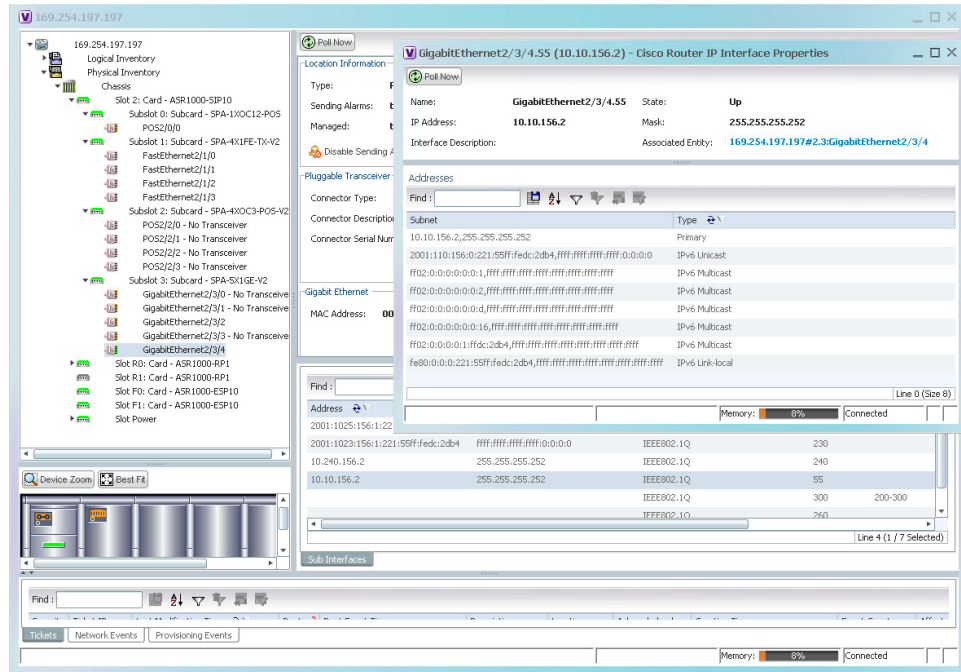 169.254.197.197
169.254.197.197
Logical Inventory
Physical Inventory
Chassis
Slot 2: Card - ASR1000-SIP10
Subslot 0: Subcard - SPA-1XOC12-POS
POS2/0/0
Subslot 1: Subcard - SPA-4X1FE-TX-V2
FastEthernet2/1/0
FastEthernet2/1/1
FastEthernet2/1/2
FastEthernet2/1/3
Subslot 2: Subcard - SPA-4XOC3-POS-V2
POS2/2/0 - No Transceiver
POS2/2/1 - No Transceiver
POS2/2/2 - No Transceiver
POS2/2/3 - No Transceiver
Subslot 3: Subcard - SPA-5X1GE-V2
GigabitEthernet2/3/0 - No Transceive
GigabitEthernet2/3/1 - No Transceive
GigabitEthernet2/3/2
GigabitEthernet2/3/3 - No Transceive
GigabitEthernet2/3/4
Slot R0: Card - ASR1000-RP1
Slot R1: Card - ASR1000-RP1
Slot F0: Card - ASR1000-ESP10
Slot F1: Card - ASR1000-ESP10
Slot Power
Device Zoom Best Fit
Poll Now
Location Information
Type:
Sending Alarms:
Managed:
Disable Sending A
Pluggable Transceiver
Connector Type:
Connector Description
Connector Serial Num
Gigabit Ethernet
MAC Address: 00
GigabitEthernet2/3/4.55 (10.10.156.2) - Cisco Router IP Interface Properties
Poll Now
Name: GigabitEthernet2/3/4.55 State: Up
IP Address: 10.10.156.2 Mask: 255.255.255.252
Interface Description: Associated Entity: 169.254.197.197#2.3:GigabitEthernet2/3/4
Addresses
Find :
Subnet Type
10.10.156.2,255.255.255.252 Primary
2001:110:156:0:221:55ff:fedc:2db4,ffff:ffff:ffff:ffff:0:0:0:0 IPv6 Unicast
ff02:0:0:0:0:0:0:1,ffff:ffff:ffff:ffff:ffff:ffff:ffff:ffff IPv6 Multicast
ff02:0:0:0:0:0:0:2,ffff:ffff:ffff:ffff:ffff:ffff:ffff:ffff IPv6 Multicast
ff02:0:0:0:0:0:0:d,ffff:ffff:ffff:ffff:ffff:ffff:ffff:ffff IPv6 Multicast
ff02:0:0:0:0:0:0:16,ffff:ffff:ffff:ffff:ffff:ffff:ffff:ffff IPv6 Multicast
ff02:0:0:0:0:1:ffdc:2db4,ffff:ffff:ffff:ffff:ffff:ffff:ffff:ffff IPv6 Multicast
fe80:0:0:0:221:55ff:fedc:2db4,ffff:ffff:ffff:ffff:ffff:ffff:ffff:ffff IPv6 Link-local
Line 0 (Size 8)
Memory: 8% Connected
Find :
Address
2001:1025:156:1:22
2001:1023:156:1:221:55ff:fedc:2db4 ffff:ffff:ffff:ffff:0:0:0:0 IEEE802.1Q 230
10.240.156.2 255.255.255.252 IEEE802.1Q 240
10.10.156.2 255.255.255.252 IEEE802.1Q 55
IEEE802.1Q 300 200-300
IEEE802.1Q 260
Line 4 (1 / 7 Selected)
Sub Interfaces
Find :
Tickets Network Events Provisioning Events
Memory: 8% Connected